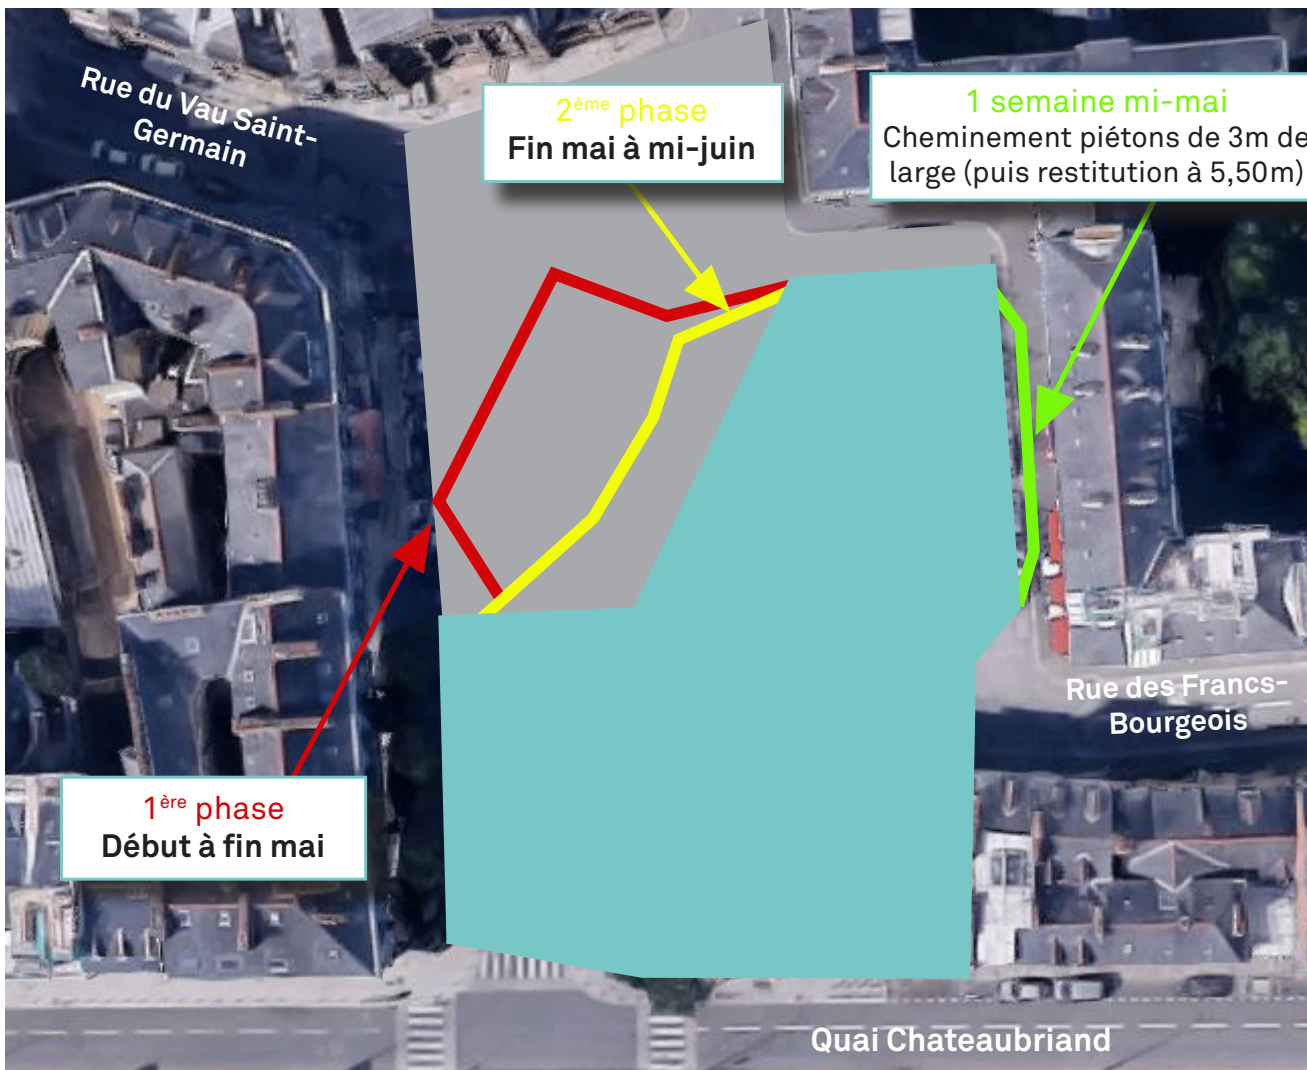 Rue du Vau Saint-
Germain
2ème phase
Fin mai à mi-juin
1 semaine mi-mai
Cheminement piétons de 3m de
large (puis restitution à 5,50m)
1ère phase
Début à fin mai
Rue des Francs-
Bourgeois
Quai Chateaubriand